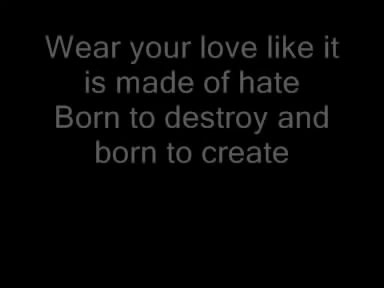 Wear your love like it
is made of hate
Born to destroy and
born to create